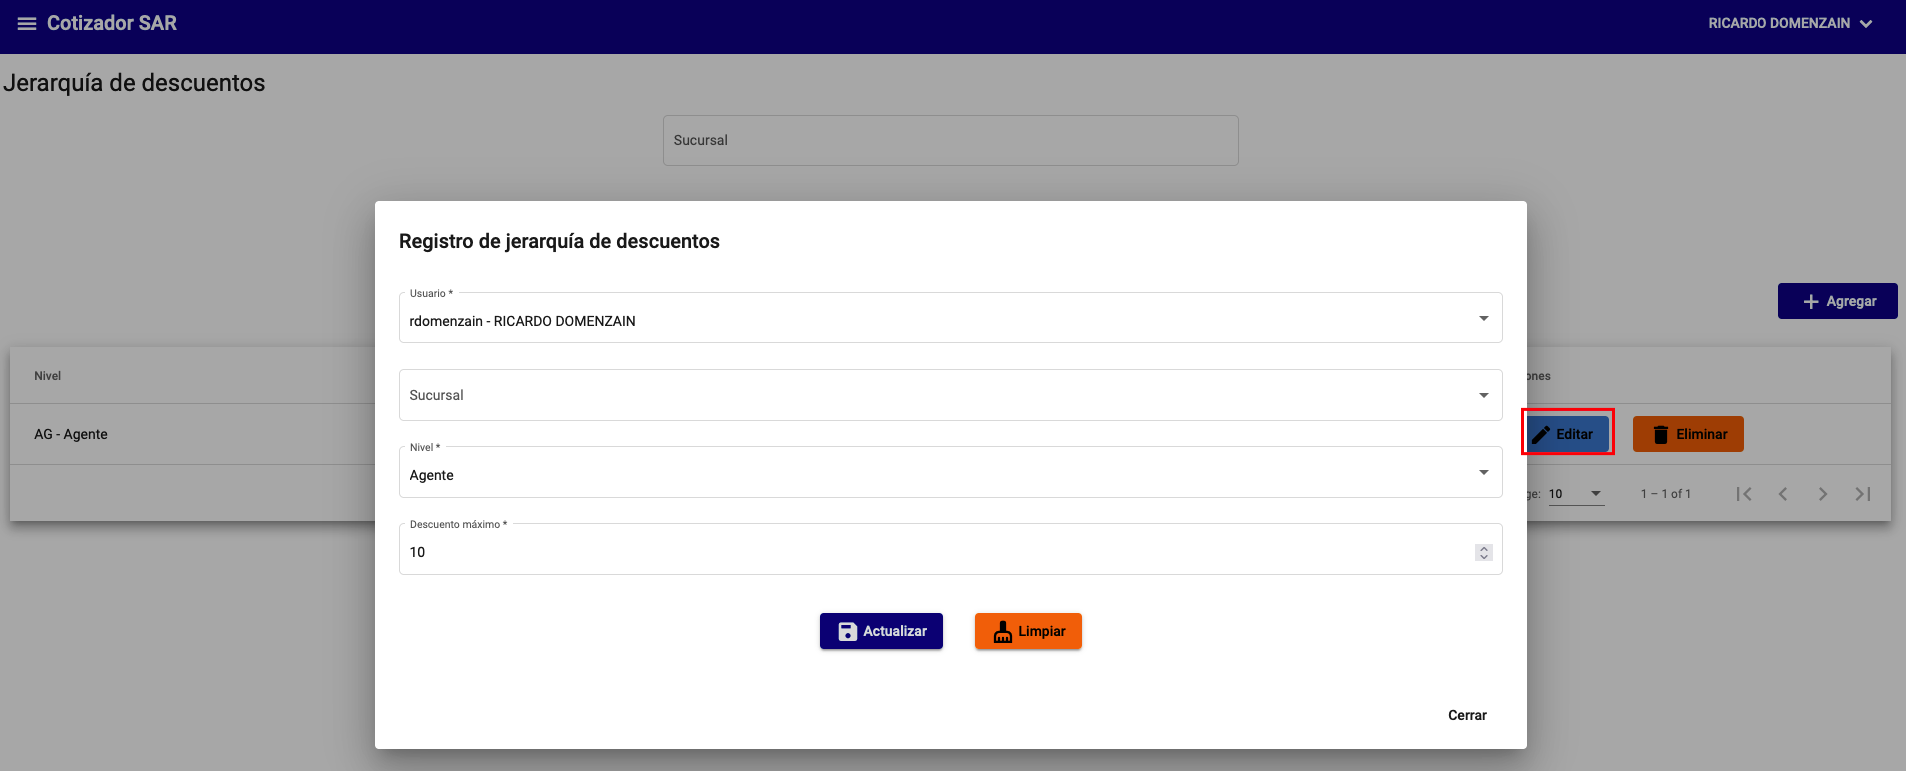 Cotizador SAR
RICARDO DOMENZAIN
Jerarquía de descuentos
Sucursal
Registro de jerarquía de descuentos
Usuario *
rdomenzain - RICARDO DOMENZAIN
Sucursal
Nivel *
Agente
Descuento máximo *
10
Actualizar
Limpiar
Cerrar
Agregar
Nivel
ones
AG - Agente
Editar
Eliminar
ge: 10
1 – 1 of 1